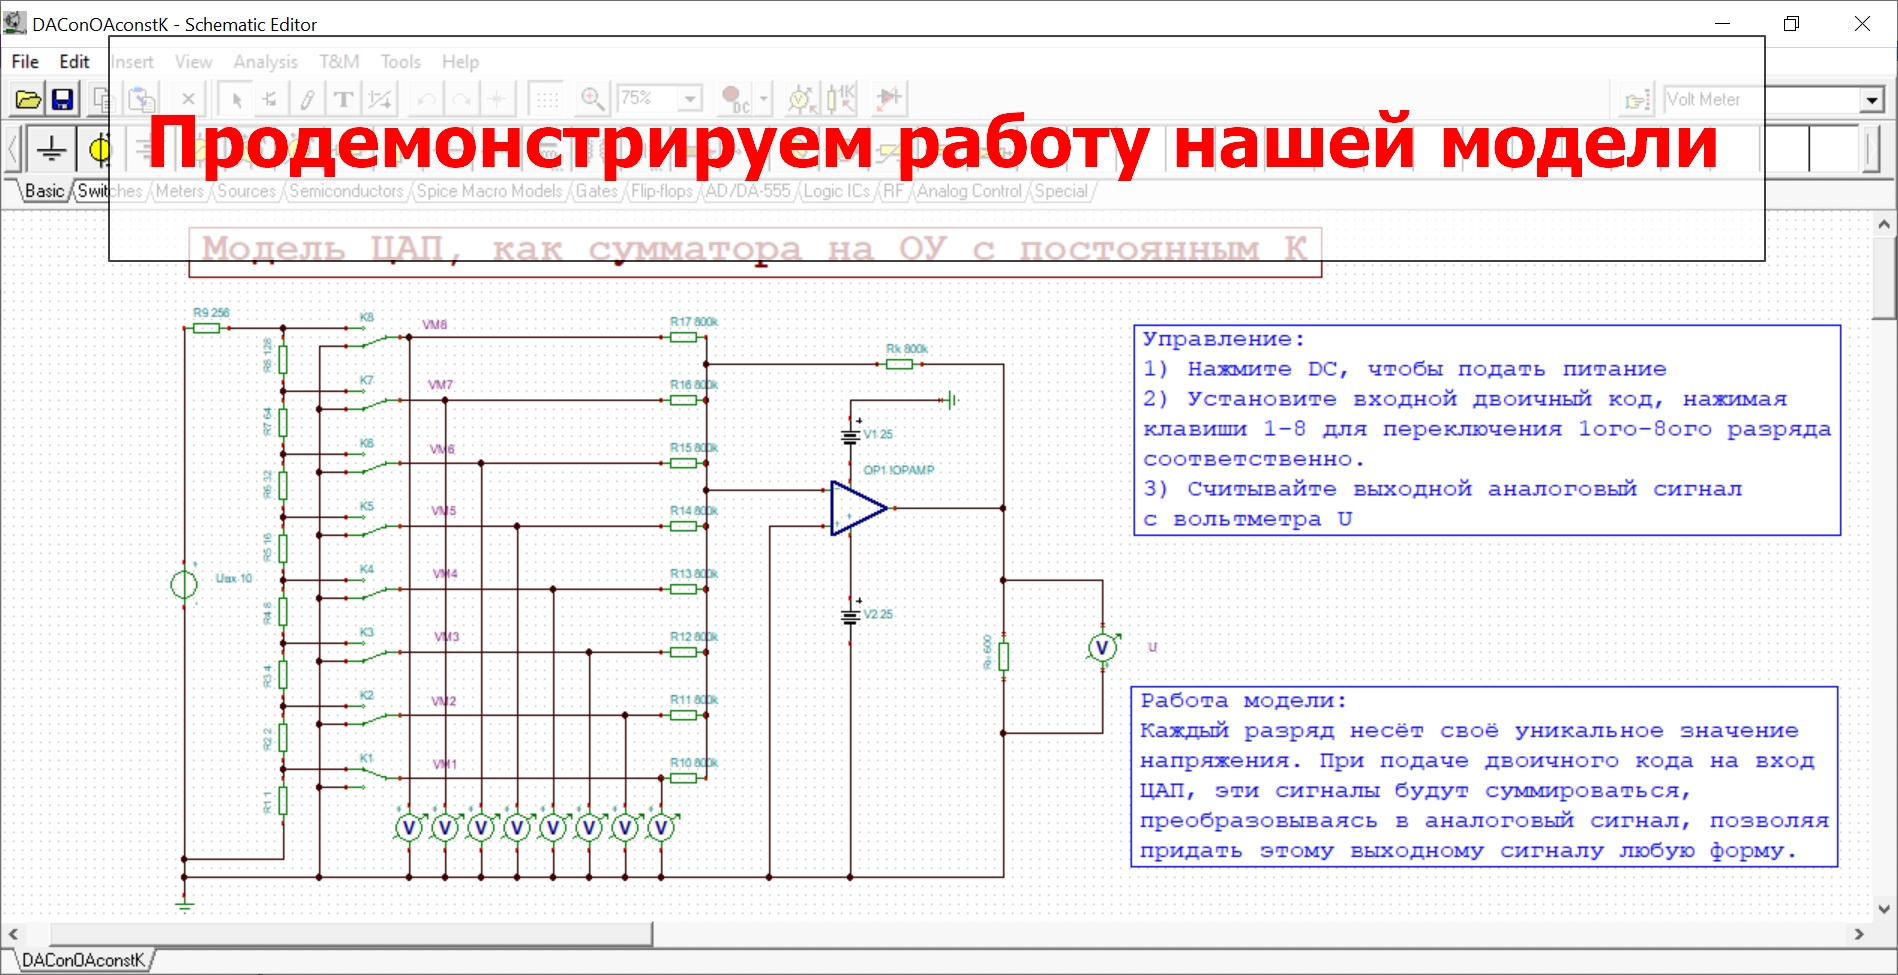 DAConOAconstK - Schematic Editor
File Edit Insert View Analysis T&M Tools Help
75% DC 1K Volt Meter
Продемонстрируем работу нашей модели
Basic Switches Meters Sources Semiconductors Spice Macro Models Gates Flip-flops AD/DA-555 Logic ICs RF Analog Control Special
Модель ЦАП, как сумматора на ОУ с постоянным К
R9 256
K8
VM8
R17 800k
R8 128
Rk 800k
K7
VM7
R16 800k
R7 64
V1 25
K6
VM6
R15 800k
OP1 !OPAMP
R6 32
K5
VM5
R14 800k
R5 16
K4
VM4
R13 800k
Uвх 10
R4 8
V2 25
K3
VM3
R12 800k
R3 4
Rн 600
U
K2
VM2
R11 800k
R2 2
K1
VM1
R10 800k
R1 1
V V V V V V V V
V
Управление:
1) Нажмите DC, чтобы подать питание
2) Установите входной двоичный код, нажимая
клавиши 1-8 для переключения 1ого-8ого разряда
соответственно.
3) Считывайте выходной аналоговый сигнал
с вольтметра U
Работа модели:
Каждый разряд несёт своё уникальное значение
напряжения. При подаче двоичного кода на вход
ЦАП, эти сигналы будут суммироваться,
преобразовываясь в аналоговый сигнал, позволяя
придать этому выходному сигналу любую форму.
DAConOAconstK